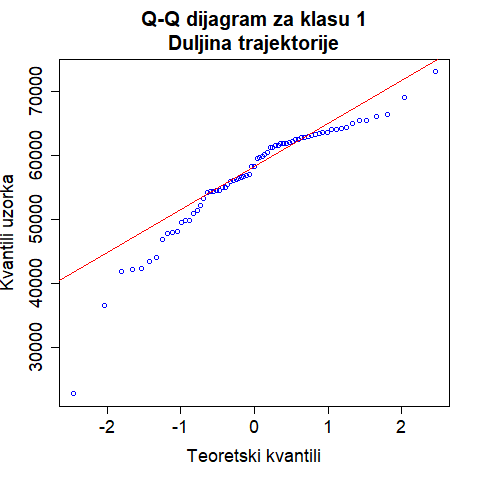 Q-Q dijagram za klasu 1
Duljina trajektorije
Kvantili uzorka
70000
60000
50000
40000
30000
-2 -1 0 1 2
Teoretski kvantili